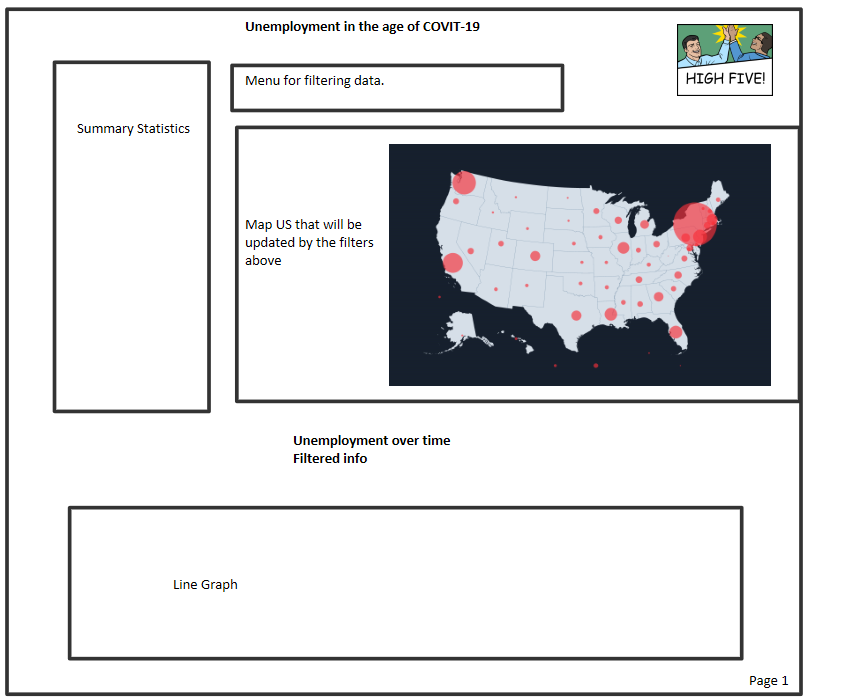 Unemployment in the age of COVIT-19
HIGH FIVE!
Menu for filtering data.
Summary Statistics
Map US that will be
updated by the filters
above
Unemployment over time
Filtered info
Line Graph
Page 1